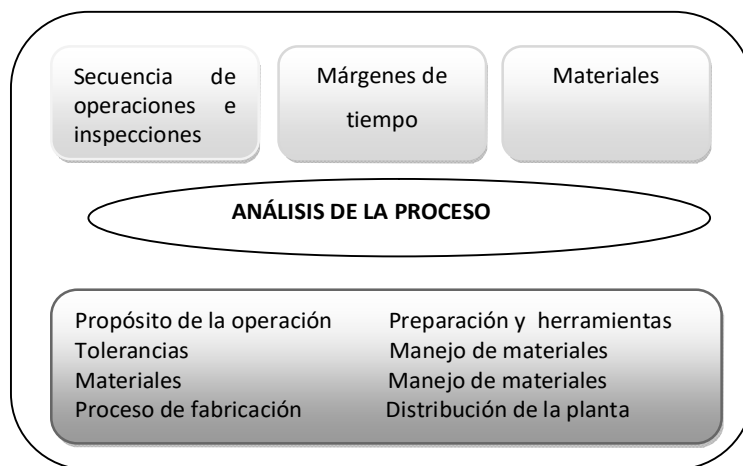 Secuencia de
operaciones e
inspecciones
Márgenes de
tiempo
Materiales
ANÁLISIS DE LA PROCESO
Propósito de la operación
Tolerancias
Materiales
Proceso de fabricación
Preparación y herramientas
Manejo de materiales
Manejo de materiales
Distribución de la planta